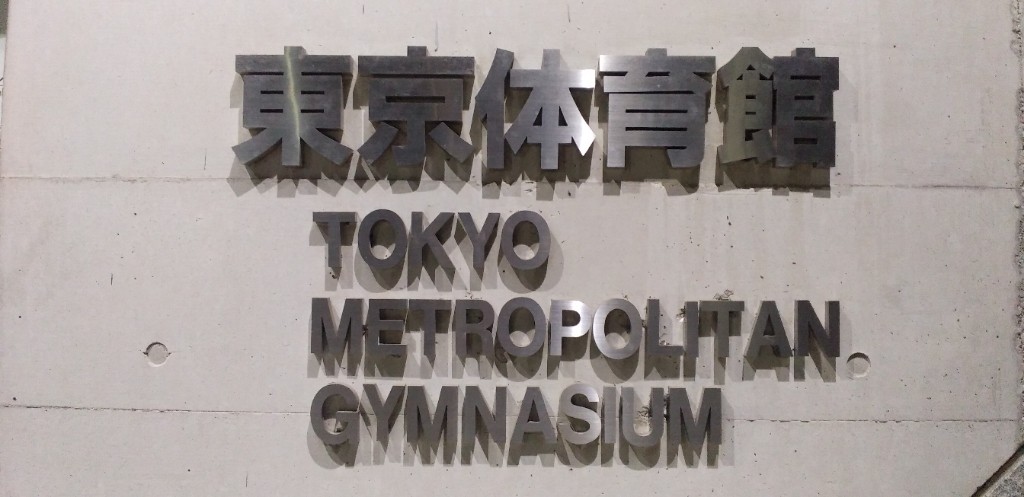 東京体育館
TOKYO
METROPOLITAN
GYMNASIUM